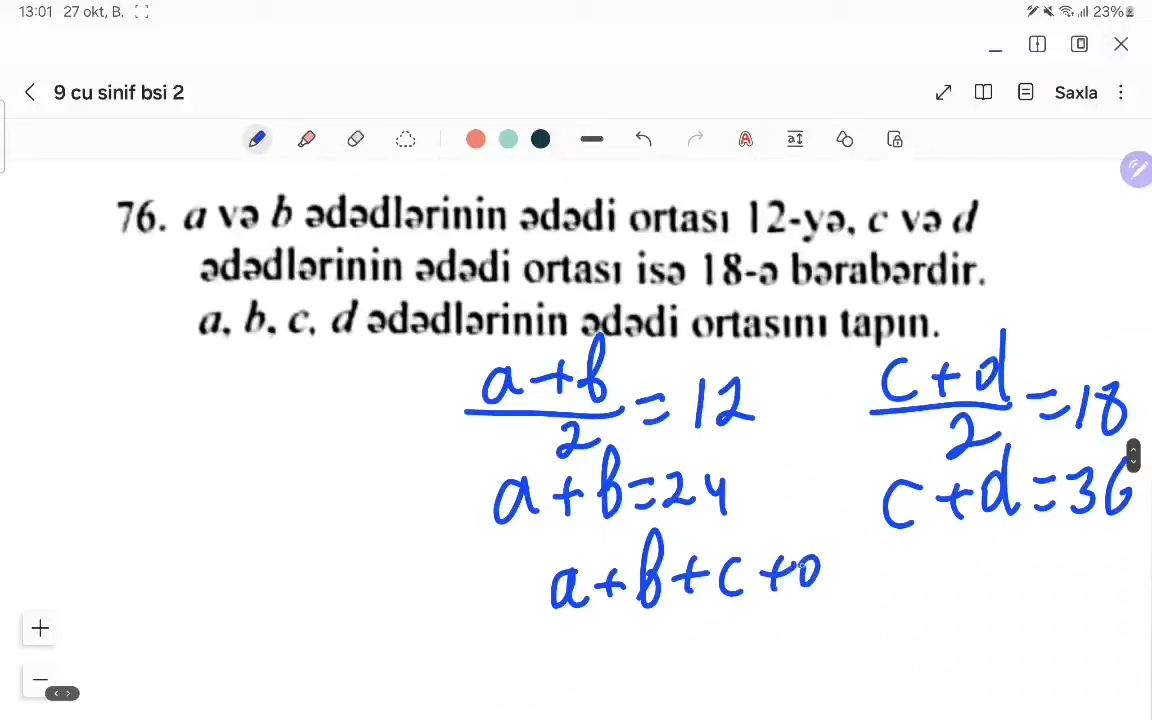 13:01 27 okt, B. 23%
9 cu sinif bsi 2 Saxla
76. a və b ədədlərinin ədədi ortası 12-yə, c və d
ədədlərinin ədədi ortası isə 18-ə bərabərdir.
a, b, c, d ədədlərinin ədədi ortasını tapın.
a+b/2 = 12 c+d/2 = 18
a+b=24 c+d=36
a+b+c+o